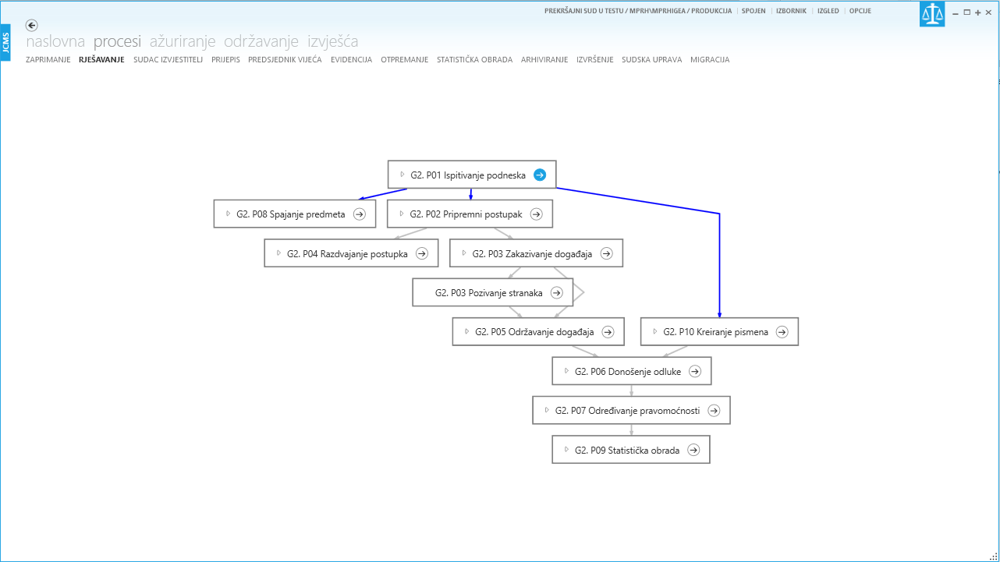 PREKRŠAJNI SUD U TESTU / MPRH\MPRHIGEA / PRODUKCIJA | SPOJEN | IZBORNIK | IZGLED | OPCIJE
JCMS
naslovna procesi ažuriranje održavanje izvješća
ZAPRIMANJE RJEŠAVANJE SUDAC IZVJESTITELJ PRIJEPIS PREDSJEDNIK VIJEĆA EVIDENCIJA OTPREMANJE STATISTIČKA OBRADA ARHIVIRANJE IZVRŠENJE SUDSKA UPRAVA MIGRACIJA
G2. P01 Ispitivanje podneska
G2. P08 Spajanje predmeta
G2. P02 Pripremni postupak
G2. P04 Razdvajanje postupka
G2. P03 Zakazivanje događaja
G2. P03 Pozivanje stranaka
G2. P05 Održavanje događaja
G2. P10 Kreiranje pismena
G2. P06 Donošenje odluke
G2. P07 Određivanje pravomoćnosti
G2. P09 Statistička obrada